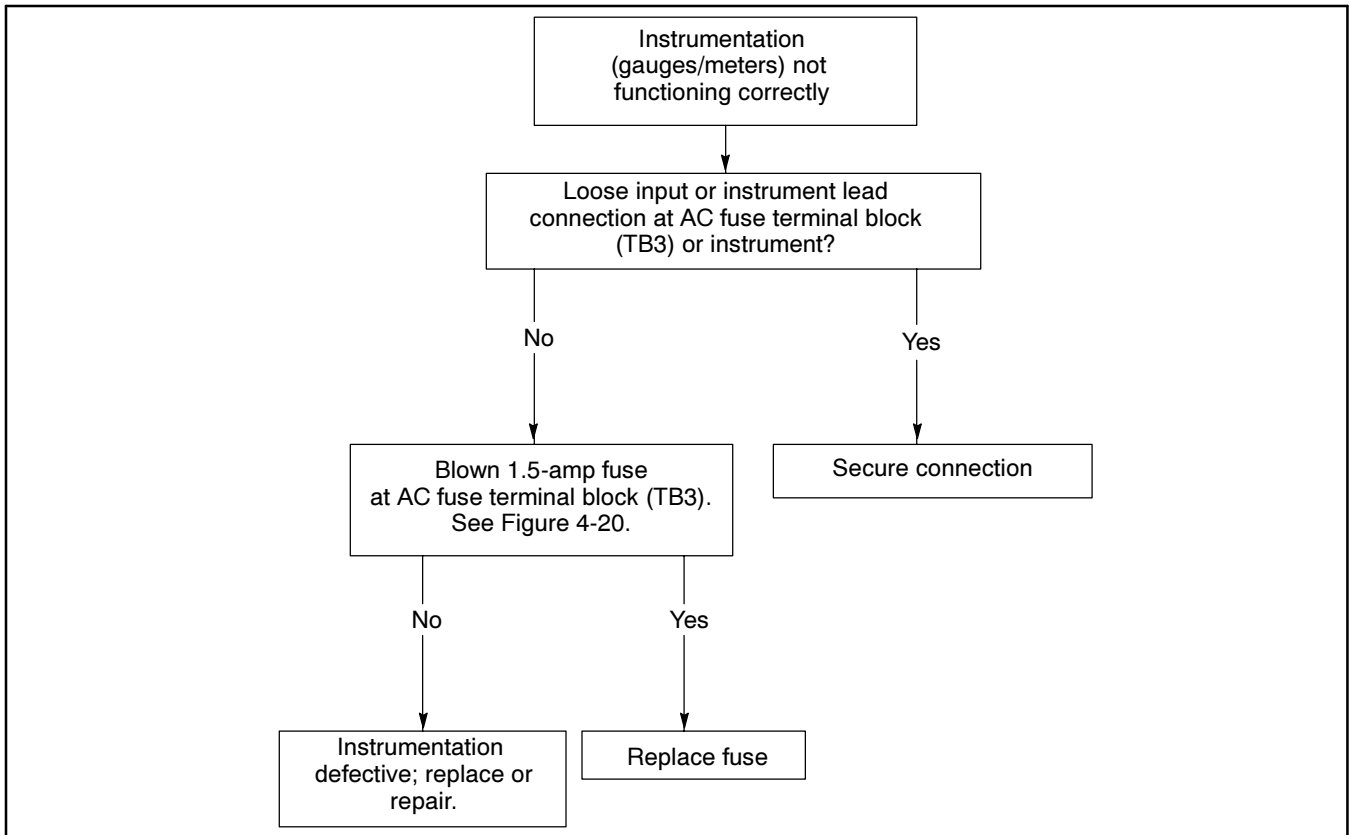 Instrumentation
(gauges/meters) not
functioning correctly
Loose input or instrument lead
connection at AC fuse terminal block
(TB3) or instrument?
No
Yes
Blown 1.5-amp fuse
at AC fuse terminal block (TB3).
See Figure 4-20.
Secure connection
No
Yes
Instrumentation
defective; replace or
repair.
Replace fuse